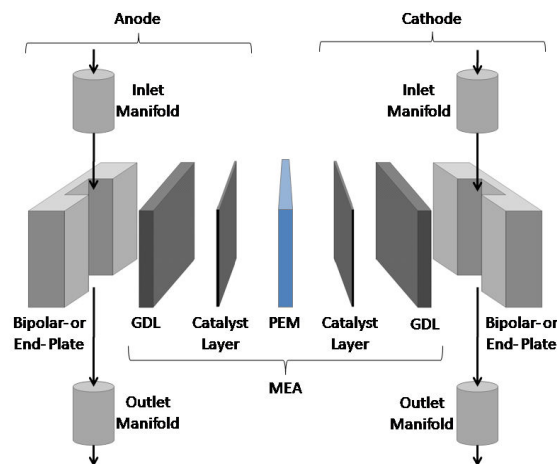 Anode
Cathode
Inlet
Manifold
Inlet
Manifold
Bipolar-or
End-Plate
GDL
Catalyst
Layer
PEM
Catalyst
Layer
GDL
Bipolar-or
End-Plate
MEA
Outlet
Manifold
Outlet
Manifold